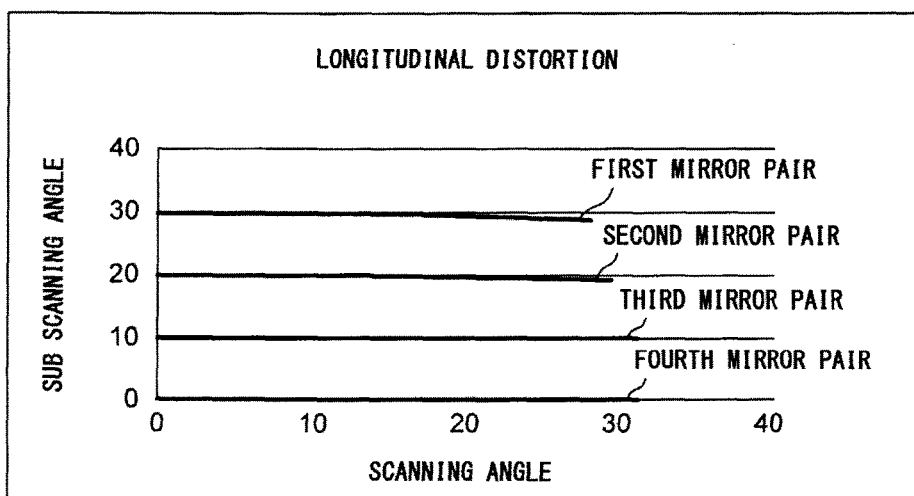 LONGITUDINAL DISTORTION
SUB SCANNING ANGLE
40
30
20
10
0
FIRST MIRROR PAIR
SECOND MIRROR PAIR
THIRD MIRROR PAIR
FOURTH MIRROR PAIR
0 10 20 30 40
SCANNING ANGLE